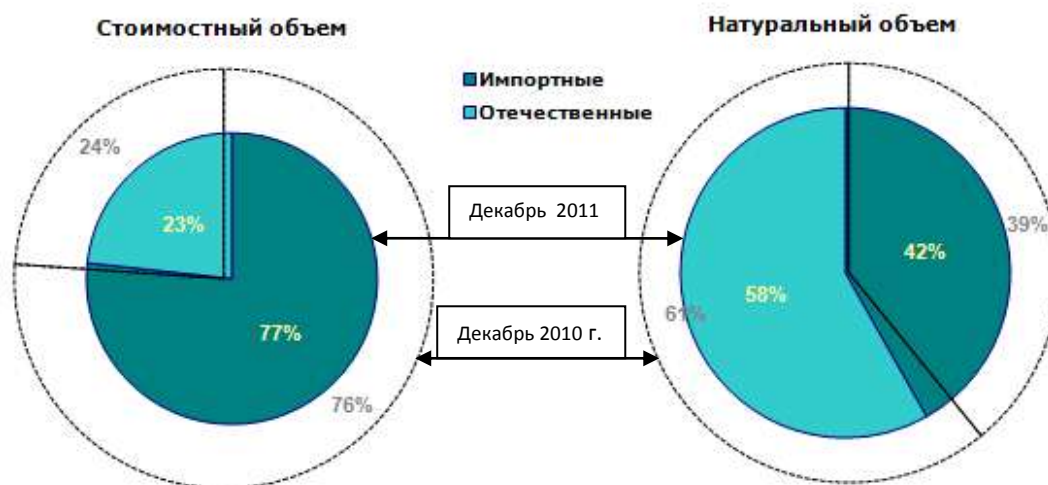 Стоимостный объем
Натуральный объем
Импортные
Отечественные
24%
23%
77%
76%
Декабрь 2011
Декабрь 2010 г.
39%
42%
58%
61%